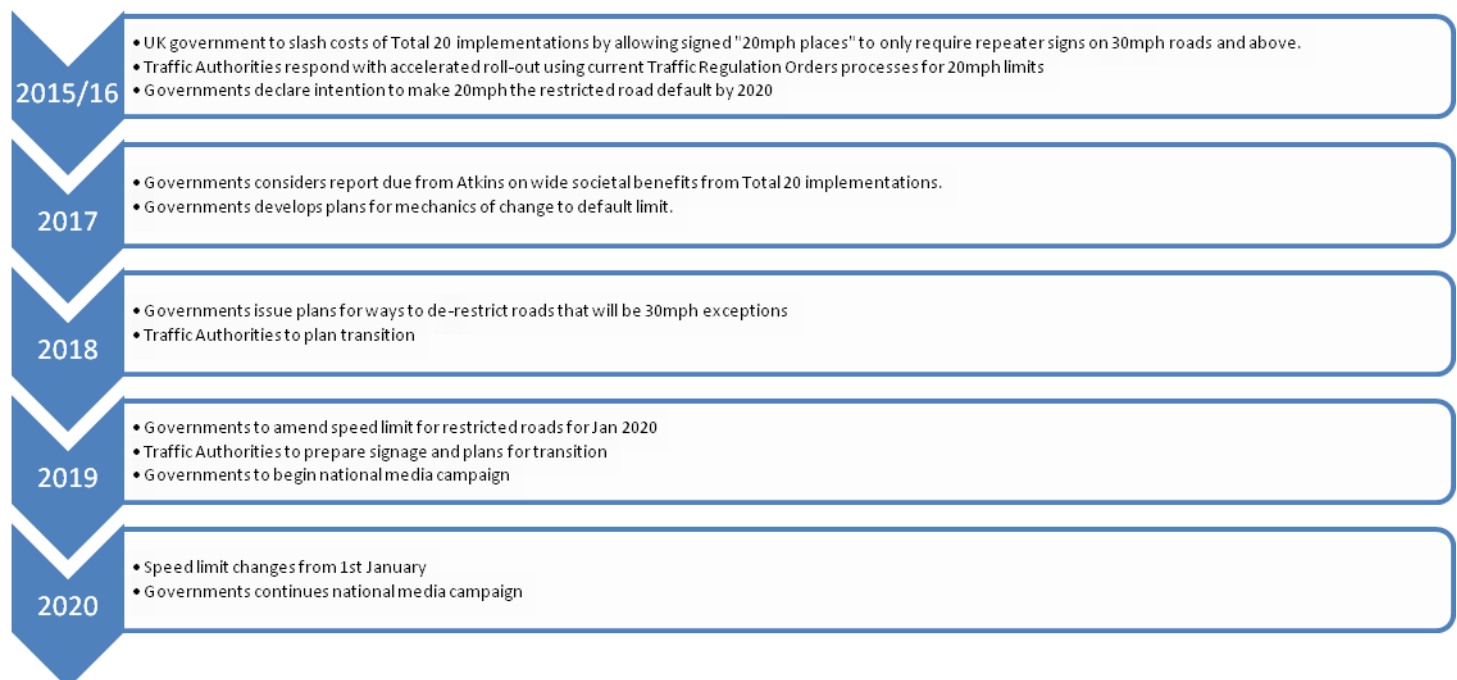 2015/16
• UK government to slash costs of Total 20 implementations by allowing signed "20mph places" to only require repeater signs on 30mph roads and above.
• Traffic Authorities respond with accelerated roll-out using current Traffic Regulation Orders processes for 20mph limits
• Governments declare intention to make 20mph the restricted road default by 2020
2017
• Governments considers report due from Atkins on wide societal benefits from Total 20 implementations.
• Governments develops plans for mechanics of change to default limit.
2018
• Governments issue plans for ways to de-restrict roads that will be 30mph exceptions
• Traffic Authorities to plan transition
2019
• Governments to amend speed limit for restricted roads for Jan 2020
• Traffic Authorities to prepare signage and plans for transition
• Governments to begin national media campaign
2020
• Speed limit changes from 1st January
• Governments continues national media campaign